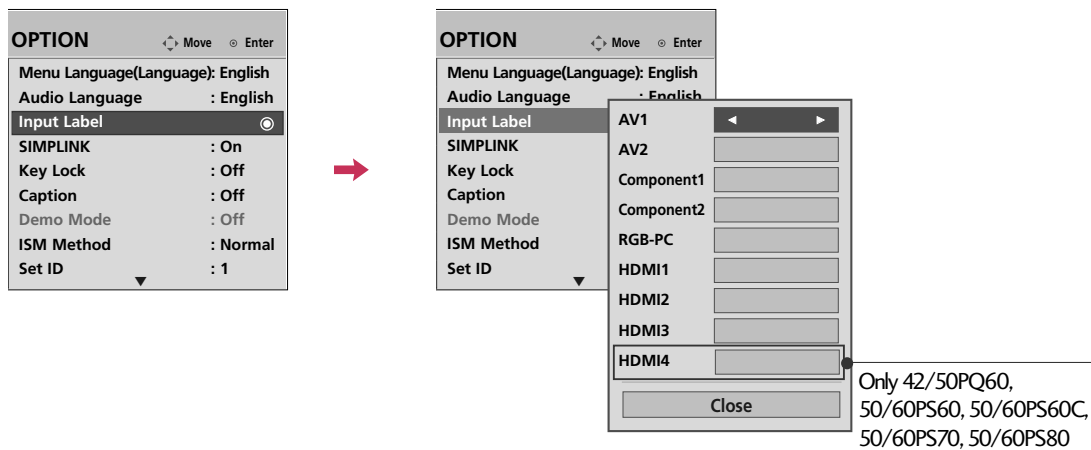 OPTION Move Enter
Menu Language(Language): English
Audio Language : English
Input Label
SIMPLINK : On
Key Lock : Off
Caption : Off
Demo Mode : Off
ISM Method : Normal
Set ID : 1
OPTION Move Enter
Menu Language(Language): English
Audio Language : English
Input Label
SIMPLINK
Key Lock
Caption
Demo Mode
ISM Method
Set ID
AV1
AV2
Component1
Component2
RGB-PC
HDMI1
HDMI2
HDMI3
HDMI4
Close
Only 42/50PQ60,
50/60PS60, 50/60PS60C,
50/60PS70, 50/60PS80